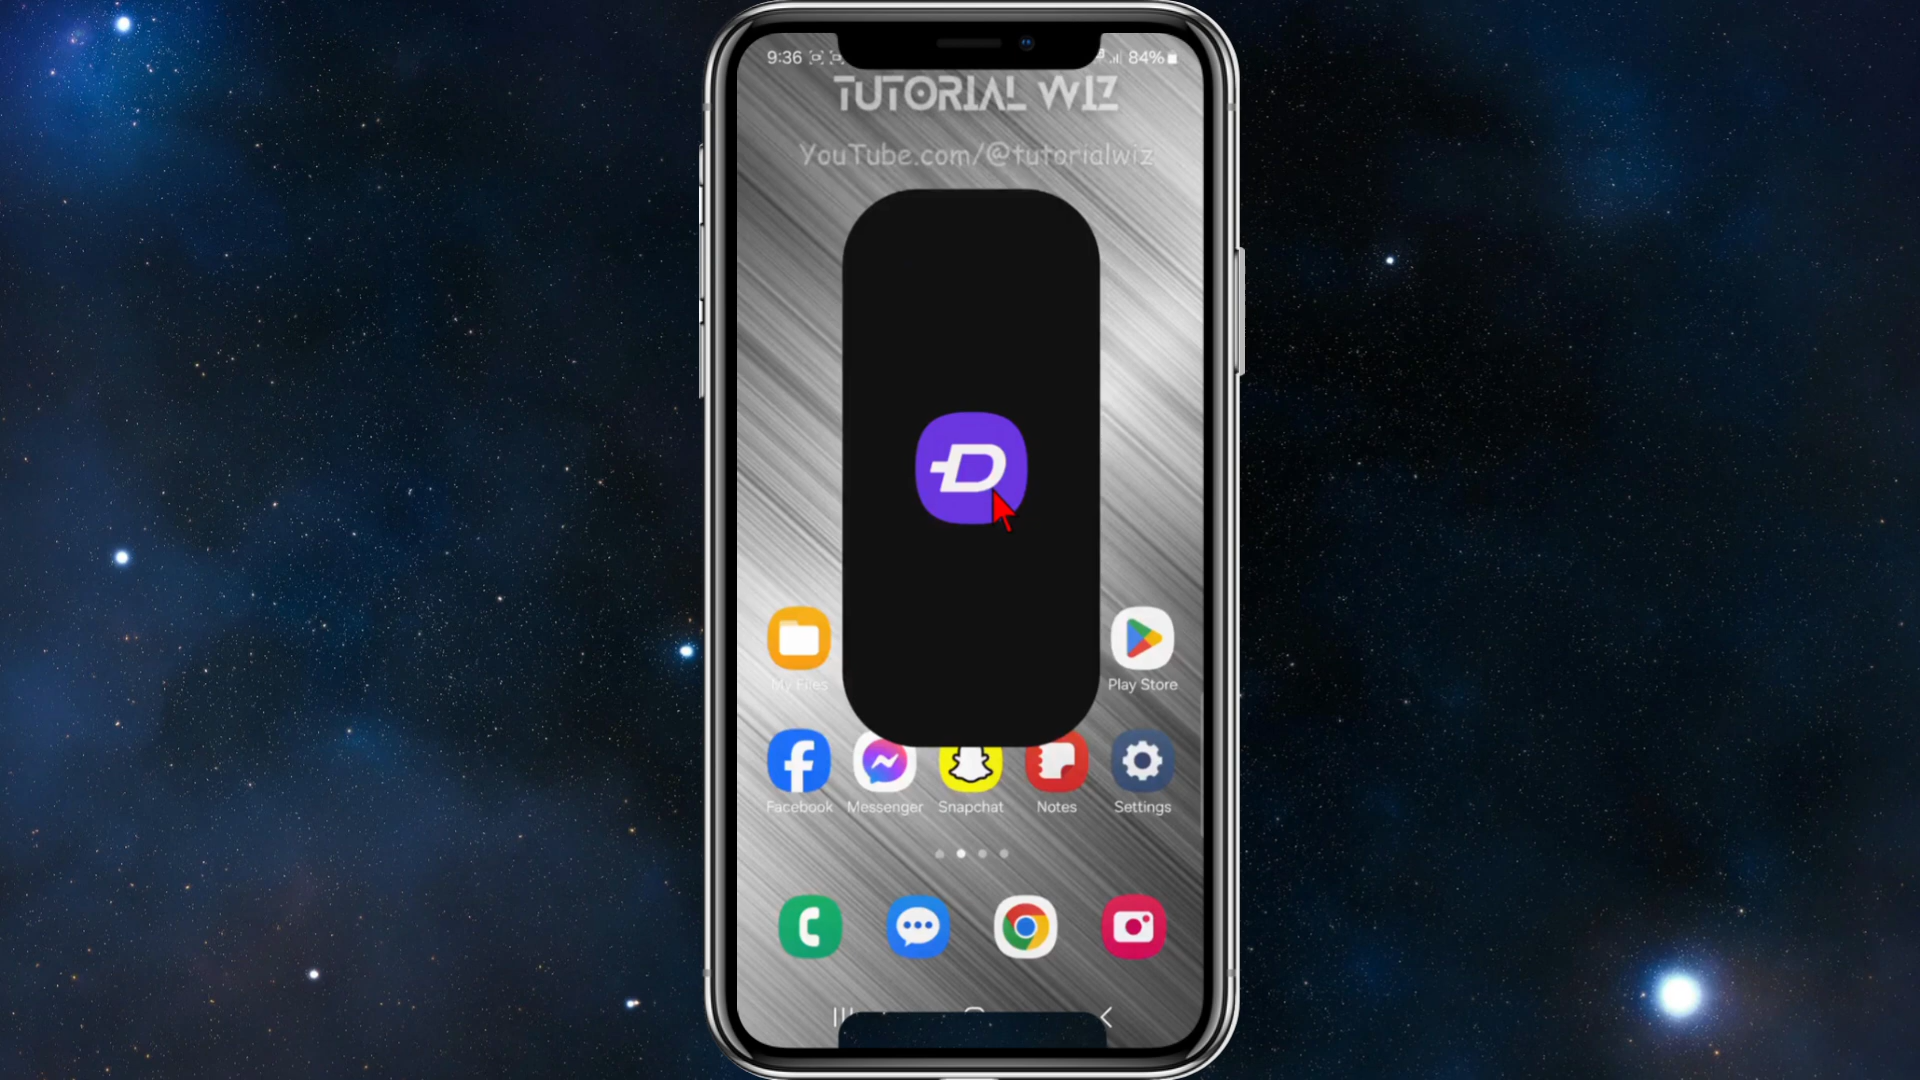 9:36 84%
TUTORIAL WIZ
YouTube.com/@tutorialwiz
My Files Play Store
Facebook Messenger Snapchat Notes Settings